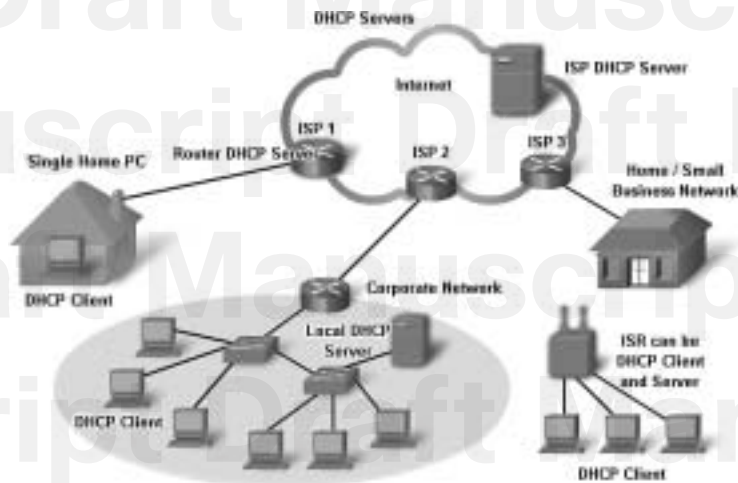 Draft Manuscript
DHCP Servers
ISP DHCP Server
Internet
ISP 1
ISP 3
Router DHCP Server
ISP 2
Single Home PC
Home / Small
Business Network
DHCP Client
Corporate Network
Local DHCP
Server
ISR can be
DHCP Client
and Server
DHCP Client
DHCP Client